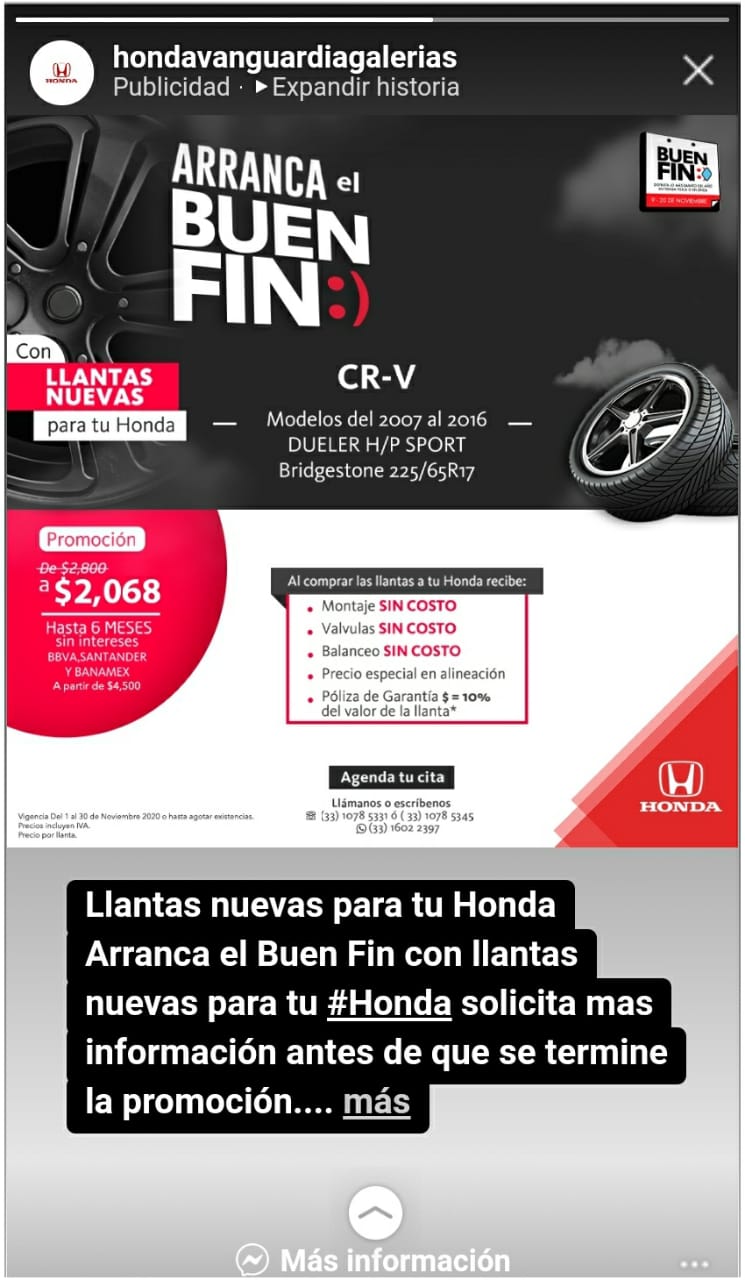 hondavanguardiagalerias
Publicidad · Expandir historia
ARRANCA el
BUEN
FIN:)
BUEN
FIN:)
9 - 20 DE NOVIEMBRE
Con
LLANTAS
NUEVAS
para tu Honda
CR-V
Modelos del 2007 al 2016
DUELER H/P SPORT
Bridgestone 225/65R17
Promoción
De $2,800
a $2,068
Hasta 6 MESES
sin intereses
BBVA,SANTANDER
Y BANAMEX
A partir de $4,500
Al comprar las llantas a tu Honda recibe:
• Montaje SIN COSTO
• Valvulas SIN COSTO
• Balanceo SIN COSTO
• Precio especial en alineación
• Póliza de Garantía $ = 10%
del valor de la llanta*
Agenda tu cita
Llámanos o escríbenos
(33) 1078 5331 ó ( 33) 1078 5345
(33) 1602 2397
Vigencia Del 1 al 30 de Noviembre 2020 o hasta agotar existencias.
Precios incluyen IVA.
Precio por llanta.
HONDA
Llantas nuevas para tu Honda
Arranca el Buen Fin con llantas
nuevas para tu #Honda solicita mas
información antes de que se termine
la promoción.... más
Más información